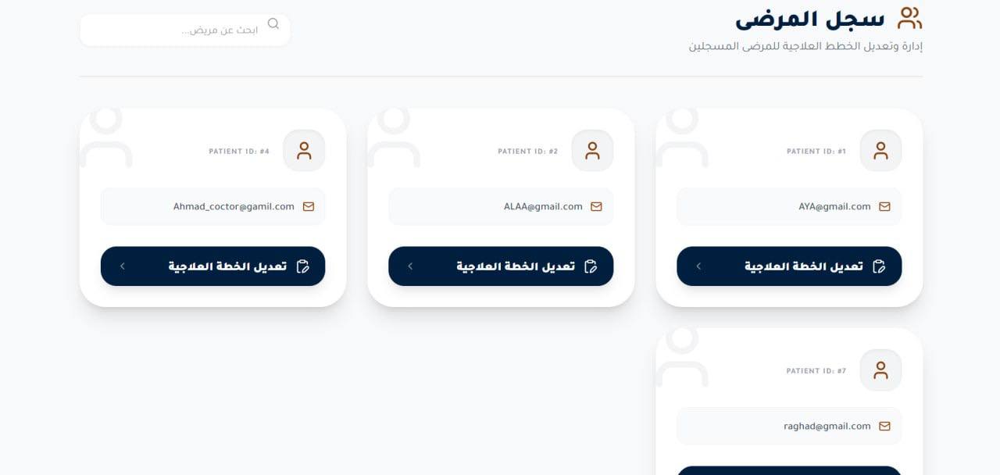 سجل المرضى
إدارة وتعديل الخطط العلاجية للمرضى المسجلين
ابحث عن مريض...
PATIENT ID: #1
AYA@gmail.com
تعديل الخطة العلاجية
PATIENT ID: #2
ALAA@gmail.com
تعديل الخطة العلاجية
PATIENT ID: #4
Ahmad_coctor@gamil.com
تعديل الخطة العلاجية
PATIENT ID: #7
raghad@gmail.com